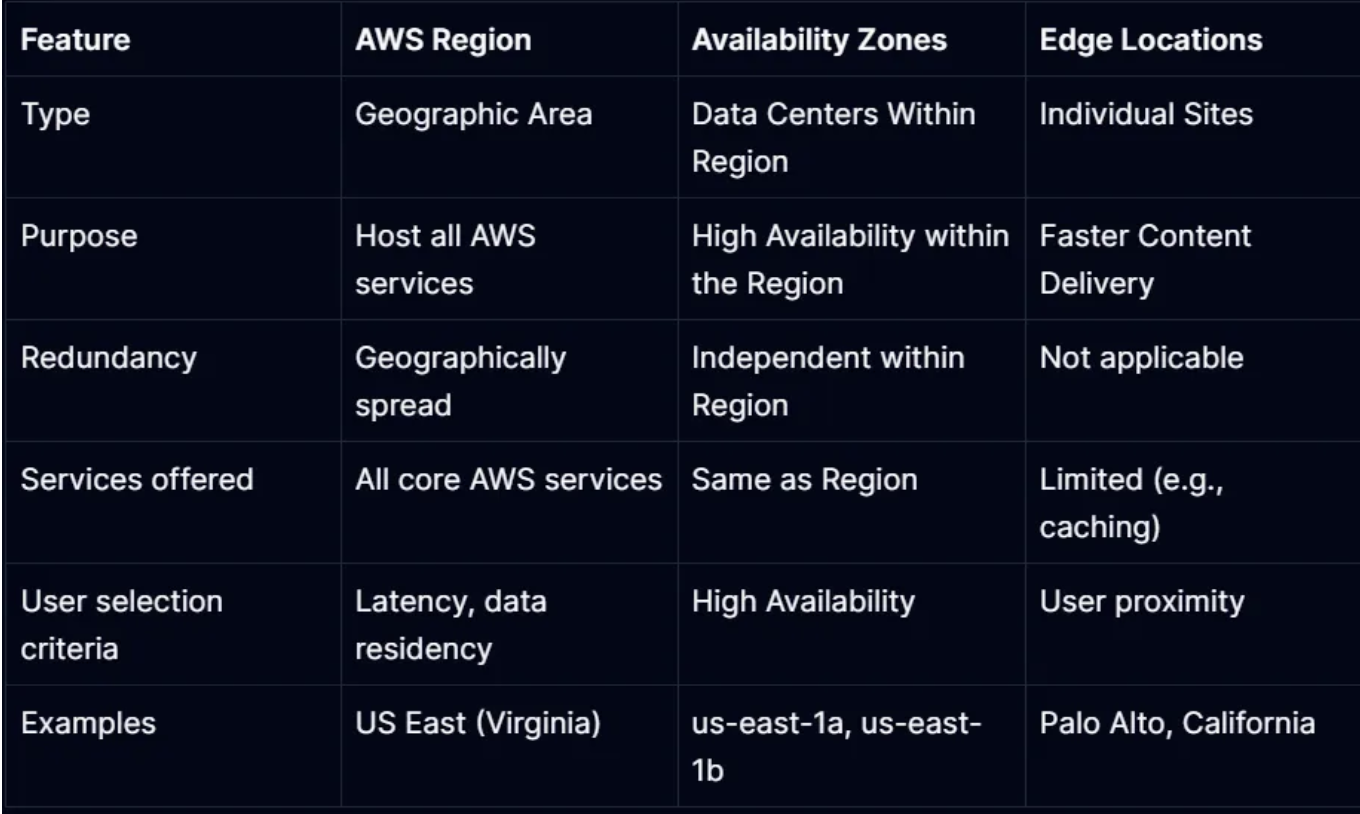 Feature AWS Region Availability Zones Edge Locations
Type Geographic Area Data Centers Within Individual Sites
Region
Purpose Host all AWS High Availability within Faster Content
services the Region Delivery
Redundancy Geographically Independent within Not applicable
spread Region
Services offered All core AWS services Same as Region Limited (e.g.,
caching)
User selection Latency, data High Availability User proximity
criteria residency
Examples US East (Virginia) us-east-1a, us-east- Palo Alto, California
1b